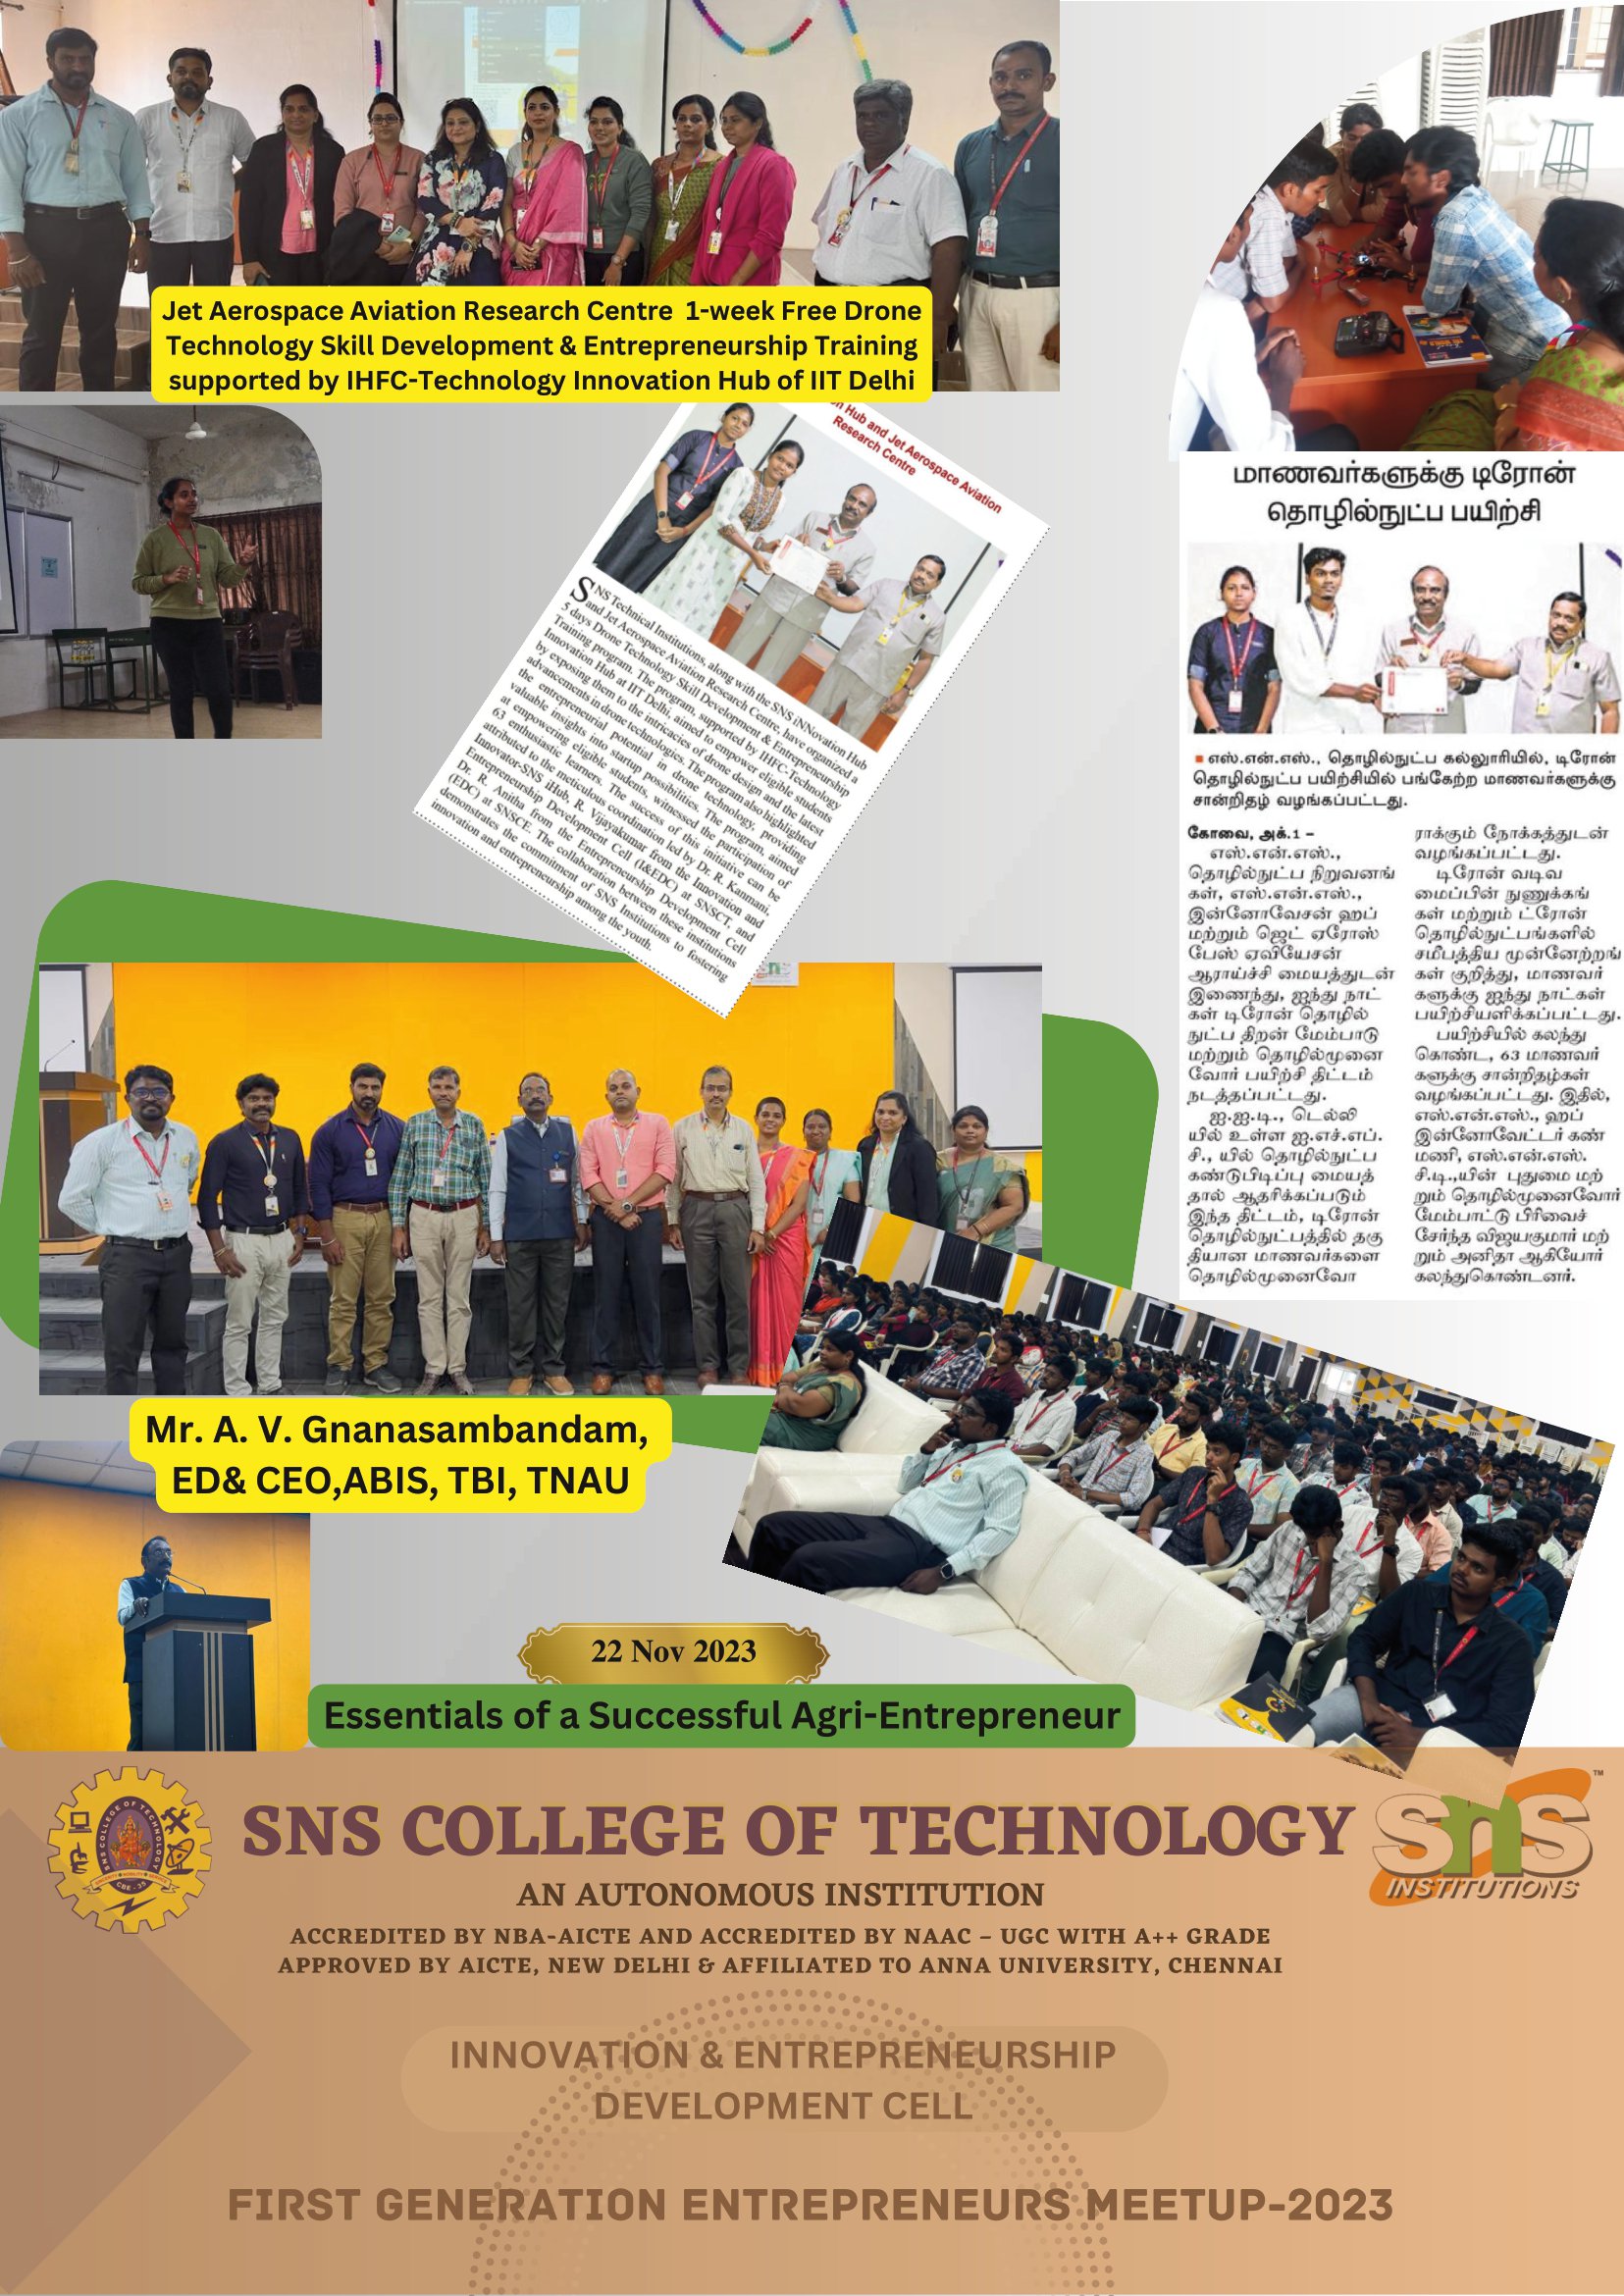 Jet Aerospace Aviation Research Centre 1-week Free Drone
Technology Skill Development & Entrepreneurship Training
supported by IHFC-Technology Innovation Hub of IIT Delhi
Hub and Jet Aerospace Aviation
Research Centre
SNS Technical Institutions, along with the SNS iNNovation Hub
and Jet Aerospace Aviation Research Centre, have organized a
5 days Drone Technology Skill Development & Entrepreneurship
Training program. The program, supported by IHFC-Technology
Innovation Hub at IIT Delhi, aimed to empower eligible students
by exposing them to the intricacies of drone design and the latest
advancements in drone technologies. The program also highlighted
the entrepreneurial potential in drone technology, providing
valuable insights into startup possibilities. The program, aimed
at empowering eligible students, witnessed the participation of
63 enthusiastic learners. The success of this initiative can be
attributed to the meticulous coordination led by Dr. R. Kanmani,
Innovator-SNS iHub, R. Vijayakumar from the Innovation and
Entrepreneurship Development Cell (I&EDC) at SNSCT, and
Dr. R. Anitha from the Entrepreneurship Development Cell
(EDC) at SNSCE. The collaboration between these institutions
demonstrates the commitment of SNS Institutions to fostering
innovation and entrepreneurship among the youth.
மாணவர்களுக்கு டிரோன்
தொழில்நுட்ப பயிற்சி
எஸ்.என்.எஸ்., தொழில்நுட்ப கல்லூரியில், டிரோன்
தொழில்நுட்ப பயிற்சியில் பங்கேற்ற மாணவர்களுக்கு
சான்றிதழ் வழங்கப்பட்டது.
கோவை, அக்.1 –
எஸ்.என்.எஸ்.,
தொழில்நுட்ப நிறுவனங்
கள், எஸ்.என்.எஸ்.,
இன்னோவேசன் ஹப்
மற்றும் ஜெட் ஏரோஸ்
பேஸ் ஏவியேசன்
ஆராய்ச்சி மையத்துடன்
இணைந்து, ஐந்து நாட்
கள் டிரோன் தொழில்
நுட்ப திறன் மேம்பாடு
மற்றும் தொழில்முனை
வோர் பயிற்சி திட்டம்
நடத்தப்பட்டது.
ஐ.ஐ.டி., டெல்லி
யில் உள்ள ஐ.எச்.எப்.
சி., யில் தொழில்நுட்ப
கண்டுபிடிப்பு மையத்
தால் ஆதரிக்கப்படும்
இந்த திட்டம், டிரோன்
தொழில்நுட்பத்தில் தகு
தியான மாணவர்களை
தொழில்முனைவோ
ராக்கும் நோக்கத்துடன்
வழங்கப்பட்டது.
டிரோன் வடிவ
மைப்பின் நுணுக்கங்
கள் மற்றும் ட்ரோன்
தொழில்நுட்பங்களில்
சமீபத்திய முன்னேற்றங்
கள் குறித்து, மாணவர்
களுக்கு ஐந்து நாட்கள்
பயிற்சியளிக்கப்பட்டது.
பயிற்சியில் கலந்து
கொண்ட, 63 மாணவர்
களுக்கு சான்றிதழ்கள்
வழங்கப்பட்டது. இதில்,
எஸ்.என்.எஸ்., ஹப்
இன்னோவேட்டர் கண்
மணி, எஸ்.என்.எஸ்.
சி.டி.,யின் புதுமை மற்
றும் தொழில்முனைவோர்
மேம்பாட்டு பிரிவைச்
சேர்ந்த விஜயகுமார் மற்
றும் அனிதா ஆகியோர்
கலந்துகொண்டனர்.
Mr. A. V. Gnanasambandam,
ED& CEO,ABIS, TBI, TNAU
22 Nov 2023
Essentials of a Successful Agri-Entrepreneur
SNS COLLEGE OF TECHNOLOGY
SNS COLLEGE OF TECHNOLOGY
CBE - 35
sns
INSTITUTIONS
TM
AN AUTONOMOUS INSTITUTION
ACCREDITED BY NBA-AICTE AND ACCREDITED BY NAAC – UGC WITH A++ GRADE
APPROVED BY AICTE, NEW DELHI & AFFILIATED TO ANNA UNIVERSITY, CHENNAI
INNOVATION & ENTREPRENEURSHIP
DEVELOPMENT CELL
FIRST GENERATION ENTREPRENEURS MEETUP-2023